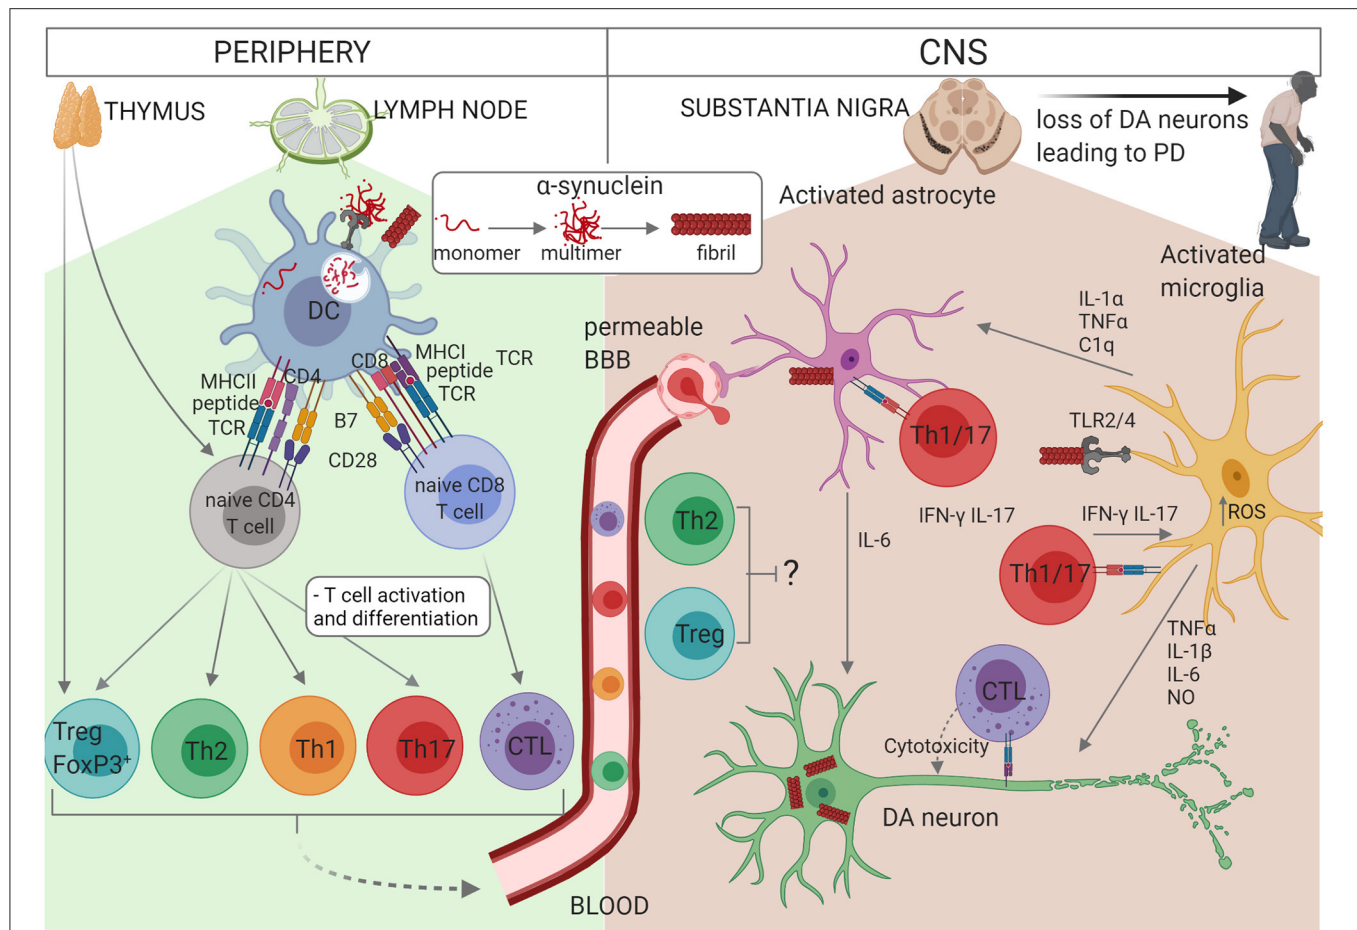 PERIPHERY
CNS
THYMUS
LYMPH NODE
SUBSTANTIA NIGRA
loss of DA neurons
leading to PD
α-synuclein
monomer
multimer
fibril
Activated astrocyte
Activated
microglia
DC
IL-1α
TNFα
C1q
permeable
BBB
MHCII
peptide
TCR
CD4
B7
CD28
CD8
MHCI
peptide
TCR
TCR
naive CD4
T cell
naive CD8
T cell
Th1/17
TLR2/4
Th2
Treg
?
IL-6
IFN-γ IL-17
IFN-γ IL-17
ROS
Th1/17
- T cell activation
and differentiation
TNFα
IL-1β
IL-6
NO
CTL
Cytotoxicity
DA neuron
Treg
FoxP3⁺
Th2
Th1
Th17
CTL
BLOOD